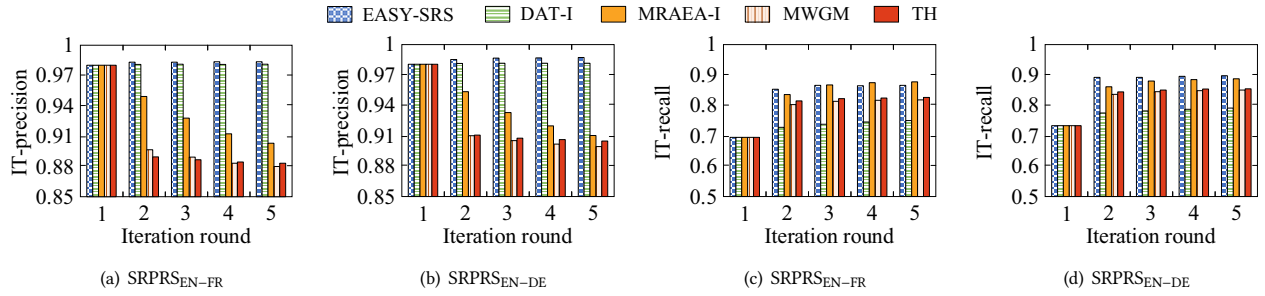 EASY-SRS DAT-I MRAEA-I MWGM TH
IT-precision
1
0.97
0.94
0.91
0.88
0.85
1 2 3 4 5
Iteration round
(a) SRPRS_EN−FR
IT-precision
1
0.97
0.94
0.91
0.88
0.85
1 2 3 4 5
Iteration round
(b) SRPRS_EN−DE
IT-recall
1
0.9
0.8
0.7
0.6
0.5
1 2 3 4 5
Iteration round
(c) SRPRS_EN−FR
IT-recall
1
0.9
0.8
0.7
0.6
0.5
1 2 3 4 5
Iteration round
(d) SRPRS_EN−DE